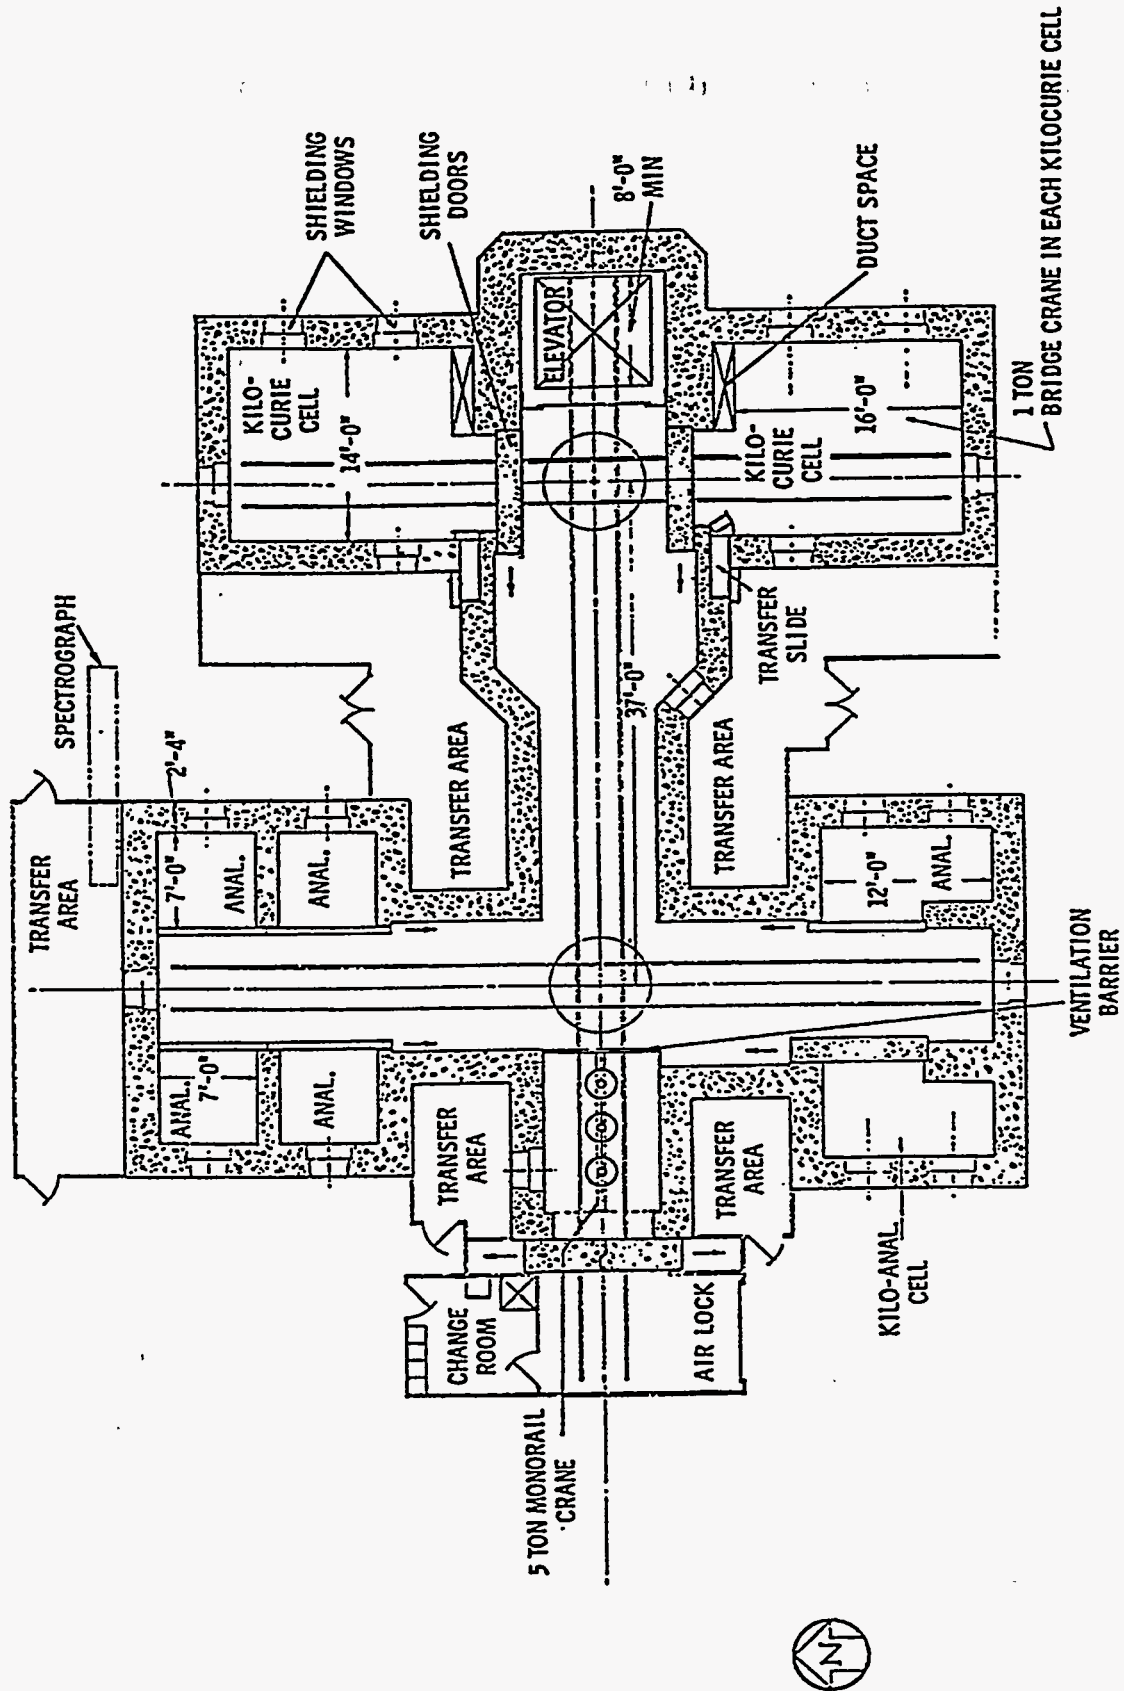 TRANSFER
AREA
SPECTROGRAPH
2'-4"
7'-0"
ANAL.
ANAL.
ANAL.
7'-0"
ANAL.
SHIELDING
WINDOWS
KILO-
CURIE
CELL
14'-0"
SHIELDING
DOORS
TRANSFER AREA
TRANSFER
AREA
CHANGE
ROOM
5 TON MONORAIL
CRANE
ELEVATOR
8'-0"
MIN
37'-0"
AIR LOCK
TRANSFER
AREA
TRANSFER AREA
TRANSFER
SLIDE
KILO-
CURIE
CELL
16'-0"
DUCT SPACE
1 TON
BRIDGE CRANE IN EACH KILOCURIE CELL
12'-0"
ANAL.
KILO-ANAL
CELL
VENTILATION
BARRIER
N